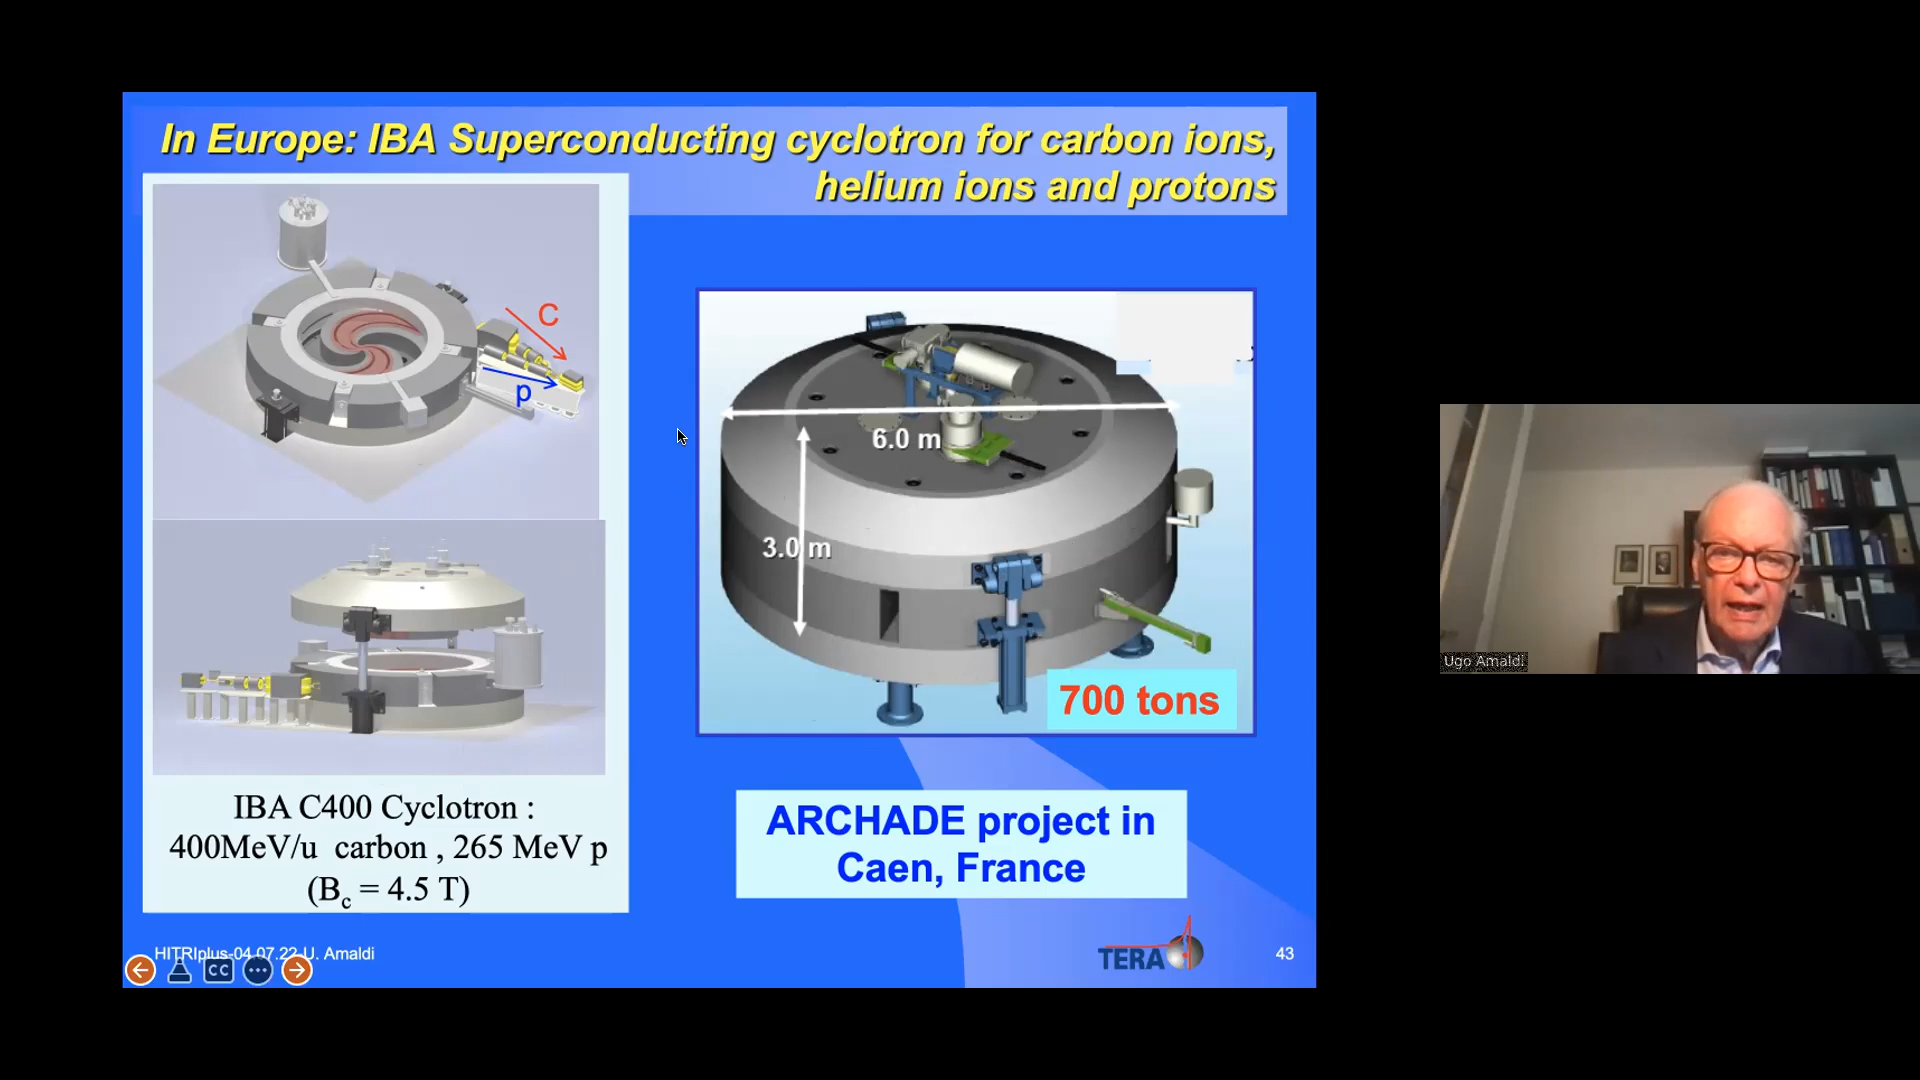 In Europe: IBA Superconducting cyclotron for carbon ions,
helium ions and protons
C
p
6.0 m
3.0 m
700 tons
IBA C400 Cyclotron :
400MeV/u carbon , 265 MeV p
(Bc = 4.5 T)
ARCHADE project in
Caen, France
HITRIplus-04.07.22-U. Amaldi
CC
TERA
43
Ugo Amaldi